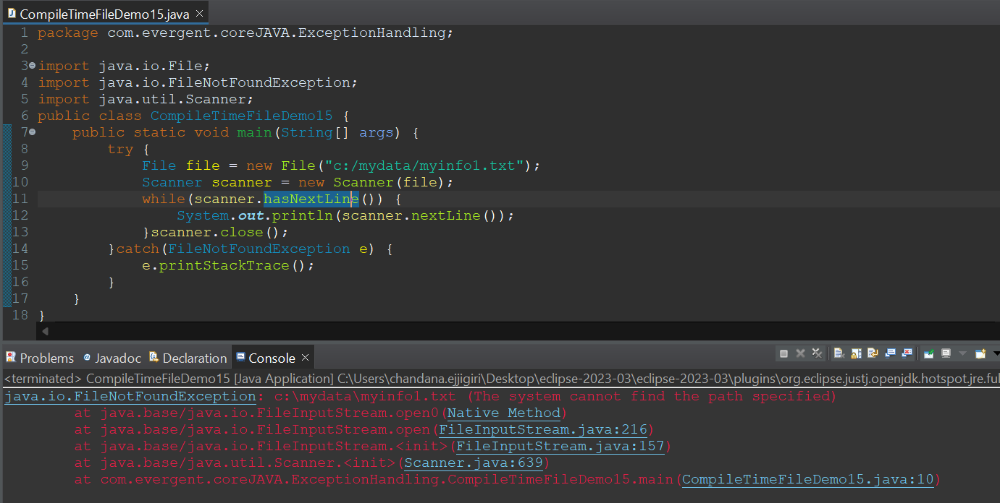 CompileTimeFileDemo15.java
1 package com.evergent.coreJAVA.ExceptionHandling;
2
3 import java.io.File;
4 import java.io.FileNotFoundException;
5 import java.util.Scanner;
6 public class CompileTimeFileDemo15 {
7     public static void main(String[] args) {
8         try {
9             File file = new File("c:/mydata/myinfo1.txt");
10             Scanner scanner = new Scanner(file);
11             while(scanner.hasNextLine()) {
12                 System.out.println(scanner.nextLine());
13             }scanner.close();
14         }catch(FileNotFoundException e) {
15             e.printStackTrace();
16         }
17     }
18 }
Problems Javadoc Declaration Console
<terminated> CompileTimeFileDemo15 [Java Application] C:\Users\chandana.ejjigiri\Desktop\eclipse-2023-03\eclipse-2023-03\plugins\org.eclipse.justj.openjdk.hotspot.jre.ful
java.io.FileNotFoundException: c:\mydata\myinfo1.txt (The system cannot find the path specified)
at java.base/java.io.FileInputStream.open0(Native Method)
at java.base/java.io.FileInputStream.open(FileInputStream.java:216)
at java.base/java.io.FileInputStream.<init>(FileInputStream.java:157)
at java.base/java.util.Scanner.<init>(Scanner.java:639)
at com.evergent.coreJAVA.ExceptionHandling.CompileTimeFileDemo15.main(CompileTimeFileDemo15.java:10)